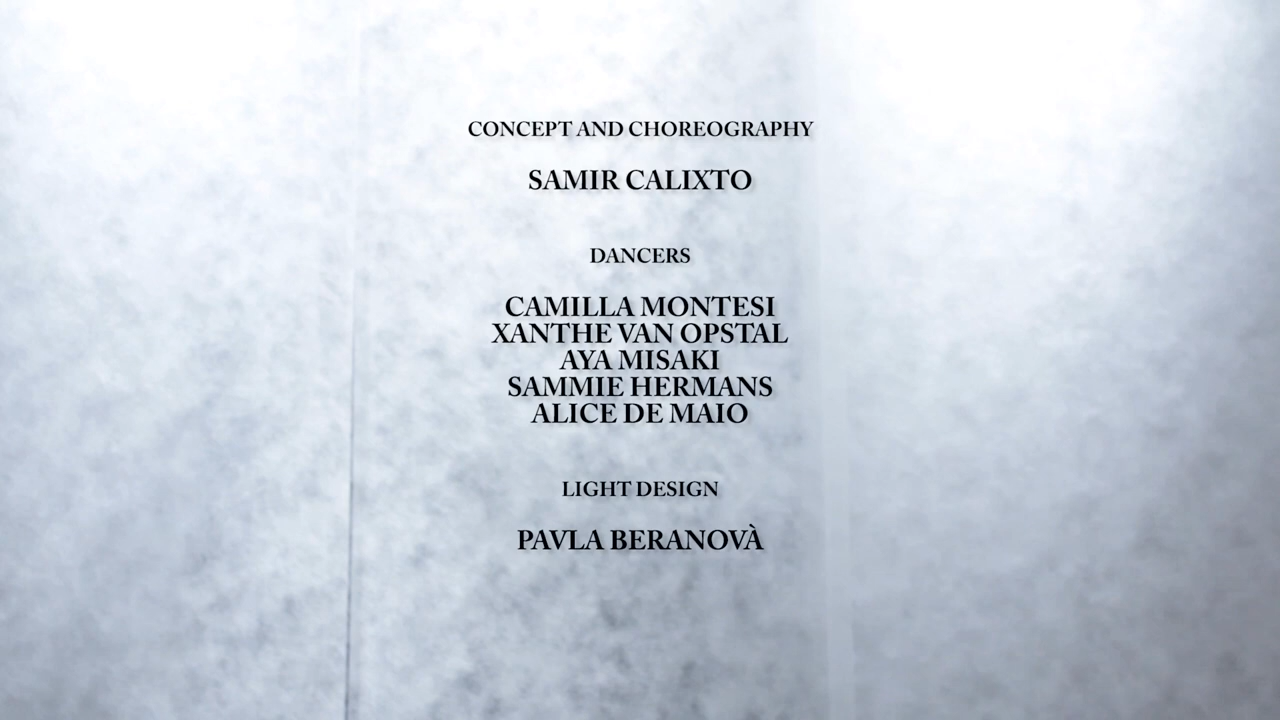 CONCEPT AND CHOREOGRAPHY
SAMIR CALIXTO
DANCERS
CAMILLA MONTESI
XANTHE VAN OPSTAL
AYA MISAKI
SAMMIE HERMANS
ALICE DE MAIO
LIGHT DESIGN
PAVLA BERANOVÀ